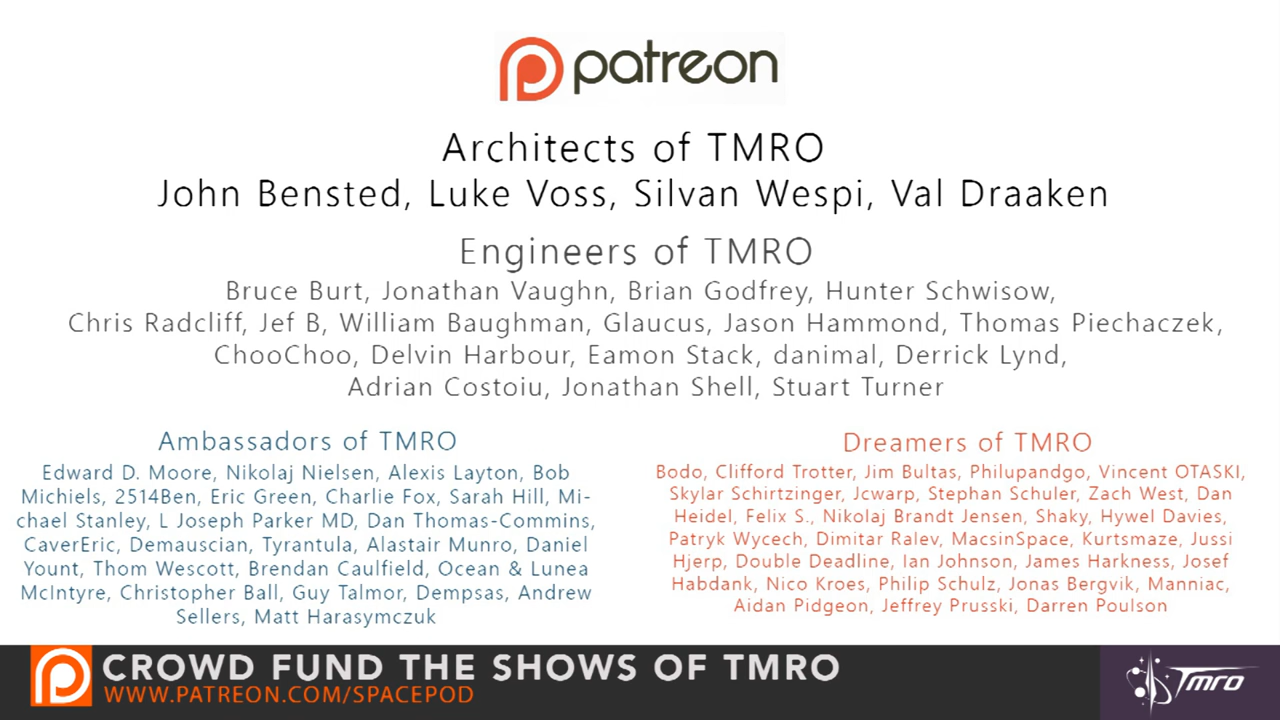 patreon
Architects of TMRO
John Bensted, Luke Voss, Silvan Wespi, Val Draaken
Engineers of TMRO
Bruce Burt, Jonathan Vaughn, Brian Godfrey, Hunter Schwisow,
Chris Radcliff, Jef B, William Baughman, Glaucus, Jason Hammond, Thomas Piechaczek,
ChooChoo, Delvin Harbour, Eamon Stack, danimal, Derrick Lynd,
Adrian Costoiu, Jonathan Shell, Stuart Turner
Ambassadors of TMRO
Edward D. Moore, Nikolaj Nielsen, Alexis Layton, Bob
Michiels, 2514Ben, Eric Green, Charlie Fox, Sarah Hill, Mi-
chael Stanley, L Joseph Parker MD, Dan Thomas-Commins,
CaverEric, Demauscian, Tyrantula, Alastair Munro, Daniel
Yount, Thom Wescott, Brendan Caulfield, Ocean & Lunea
McIntyre, Christopher Ball, Guy Talmor, Dempsas, Andrew
Sellers, Matt Harasymczuk
Dreamers of TMRO
Bodo, Clifford Trotter, Jim Bultas, Philupandgo, Vincent OTASKI,
Skylar Schirtzinger, Jcwarp, Stephan Schuler, Zach West, Dan
Heidel, Felix S., Nikolaj Brandt Jensen, Shaky, Hywel Davies,
Patryk Wycech, Dimitar Ralev, MacsinSpace, Kurtsmaze, Jussi
Hjerp, Double Deadline, Ian Johnson, James Harkness, Josef
Habdank, Nico Kroes, Philip Schulz, Jonas Bergvik, Manniac,
Aidan Pidgeon, Jeffrey Prusski, Darren Poulson
CROWD FUND THE SHOWS OF TMRO
WWW.PATREON.COM/SPACEPOD
Tmro